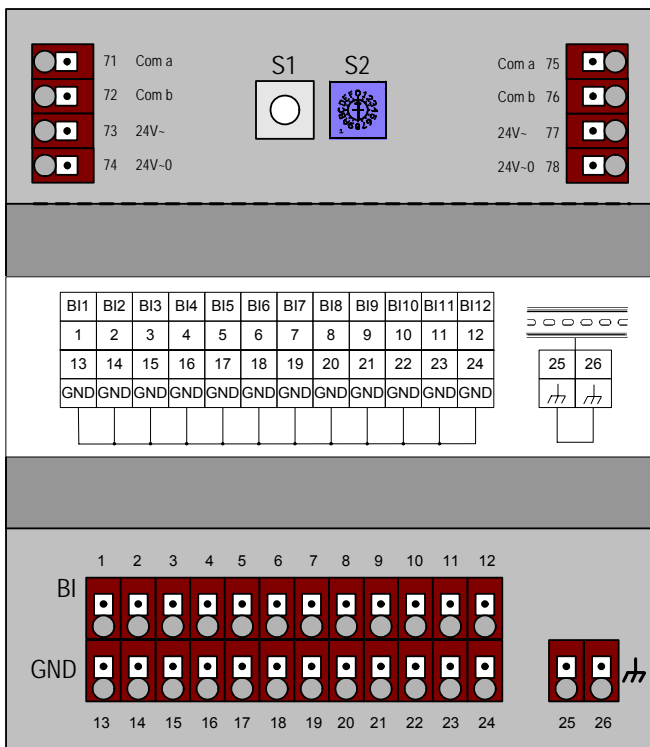 S1 S2
71 Com a Com a 75
72 Com b Com b 76
73 24V~ 24V~ 77
74 24V~0 24V~0 78
BI1 BI2 BI3 BI4 BI5 BI6 BI7 BI8 BI9 BI10 BI11 BI12
1 2 3 4 5 6 7 8 9 10 11 12
13 14 15 16 17 18 19 20 21 22 23 24 25 26
GND GND GND GND GND GND GND GND GND GND GND GND
1 2 3 4 5 6 7 8 9 10 11 12
BI
GND
13 14 15 16 17 18 19 20 21 22 23 24 25 26